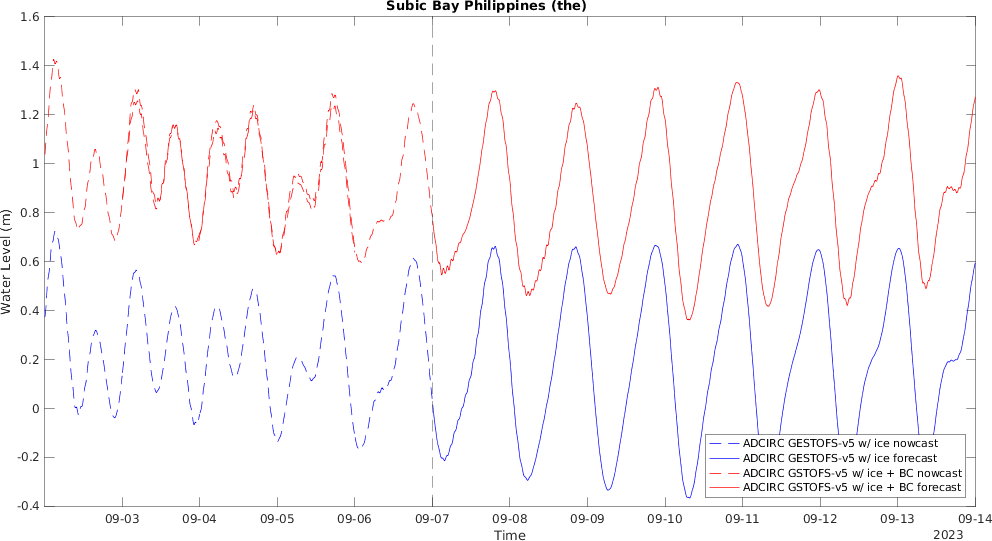 Subic Bay Philippines (the)
1.6
1.4
1.2
1
0.8
0.6
0.4
0.2
0
-0.2
-0.4
Water Level (m)
ADCIRC GESTOFS-v5 w/ ice nowcast
ADCIRC GESTOFS-v5 w/ ice forecast
ADCIRC GSTOFS-v5 w/ ice + BC nowcast
ADCIRC GSTOFS-v5 w/ ice + BC forecast
09-03 09-04 09-05 09-06 09-07 09-08 09-09 09-10 09-11 09-12 09-13 09-14
Time
2023